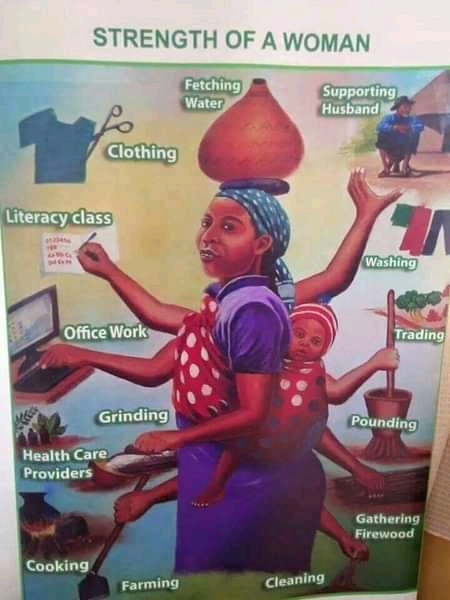 STRENGTH OF A WOMAN
Fetching
Water
Supporting
Husband
Clothing
Literacy class
Washing
Office Work
Trading
Grinding
Pounding
Health Care
Providers
Gathering
Firewood
Cooking
Farming
Cleaning